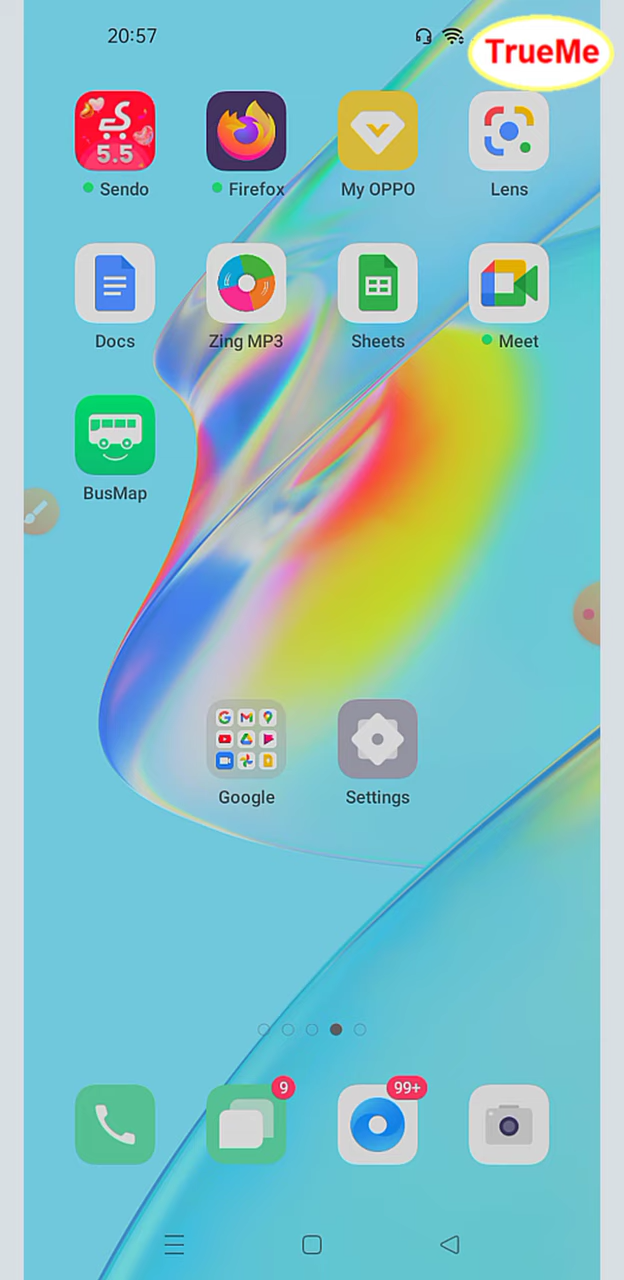 20:57
TrueMe
5.5
Sendo
Firefox
My OPPO
Lens
Docs
Zing MP3
Sheets
Meet
BusMap
Google
Settings
9
99+